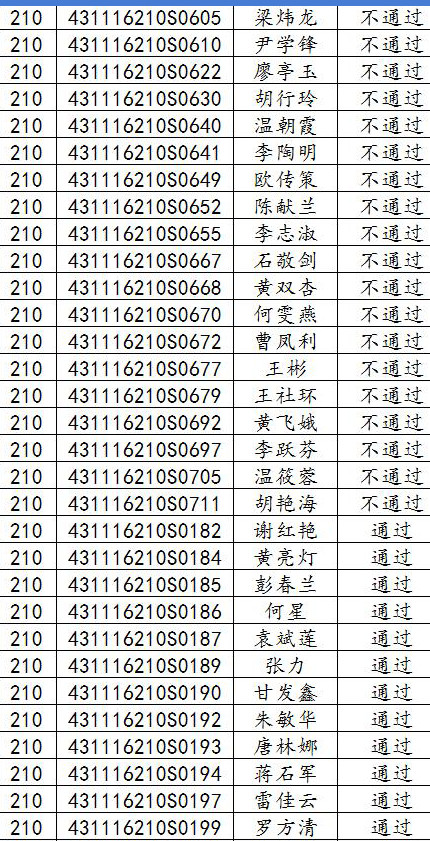 210 431116210S0605 梁炜龙 不通过
210 431116210S0610 尹学锋 不通过
210 431116210S0622 廖亭玉 不通过
210 431116210S0630 胡行玲 不通过
210 431116210S0640 温朝霞 不通过
210 431116210S0641 李陶明 不通过
210 431116210S0649 欧传策 不通过
210 431116210S0652 陈献兰 不通过
210 431116210S0655 李志淑 不通过
210 431116210S0667 石敬剑 不通过
210 431116210S0668 黄双杏 不通过
210 431116210S0670 何雯燕 不通过
210 431116210S0672 曹凤利 不通过
210 431116210S0677 王彬 不通过
210 431116210S0679 王社环 不通过
210 431116210S0692 黄飞娥 不通过
210 431116210S0697 李跃芬 不通过
210 431116210S0705 温筱蓉 不通过
210 431116210S0711 胡艳海 不通过
210 431116210S0182 谢红艳 通过
210 431116210S0184 黄亮灯 通过
210 431116210S0185 彭春兰 通过
210 431116210S0186 何星 通过
210 431116210S0187 袁斌莲 通过
210 431116210S0189 张力 通过
210 431116210S0190 甘发鑫 通过
210 431116210S0192 朱敏华 通过
210 431116210S0193 唐林娜 通过
210 431116210S0194 蒋石军 通过
210 431116210S0197 雷佳云 通过
210 431116210S0199 罗方清 通过